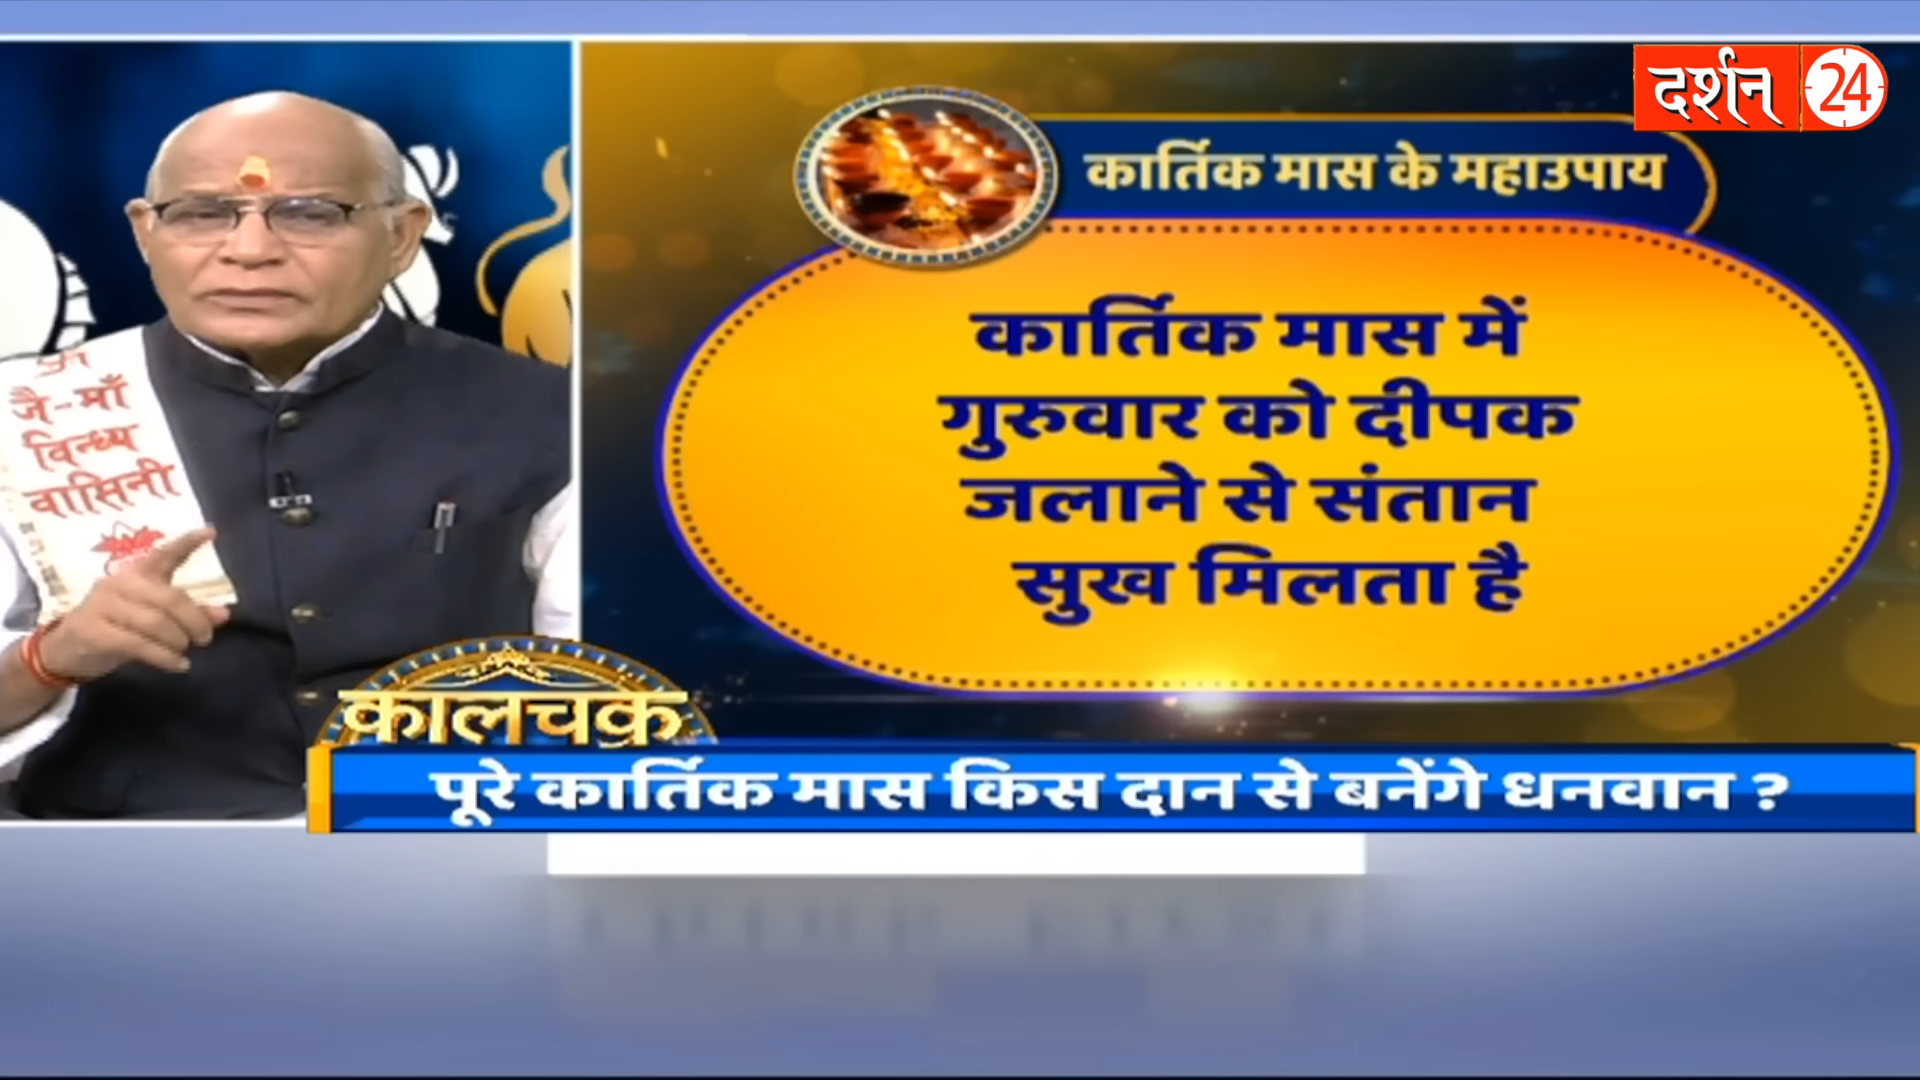 दर्शन 24
कार्तिक मास के महाउपाय
कार्तिक मास में
गुरुवार को दीपक
जलाने से संतान
सुख मिलता है
जै-माँ
विन्ध्य
वासिनी
कालचक्र
पूरे कार्तिक मास किस दान से बनेंगे धनवान ?